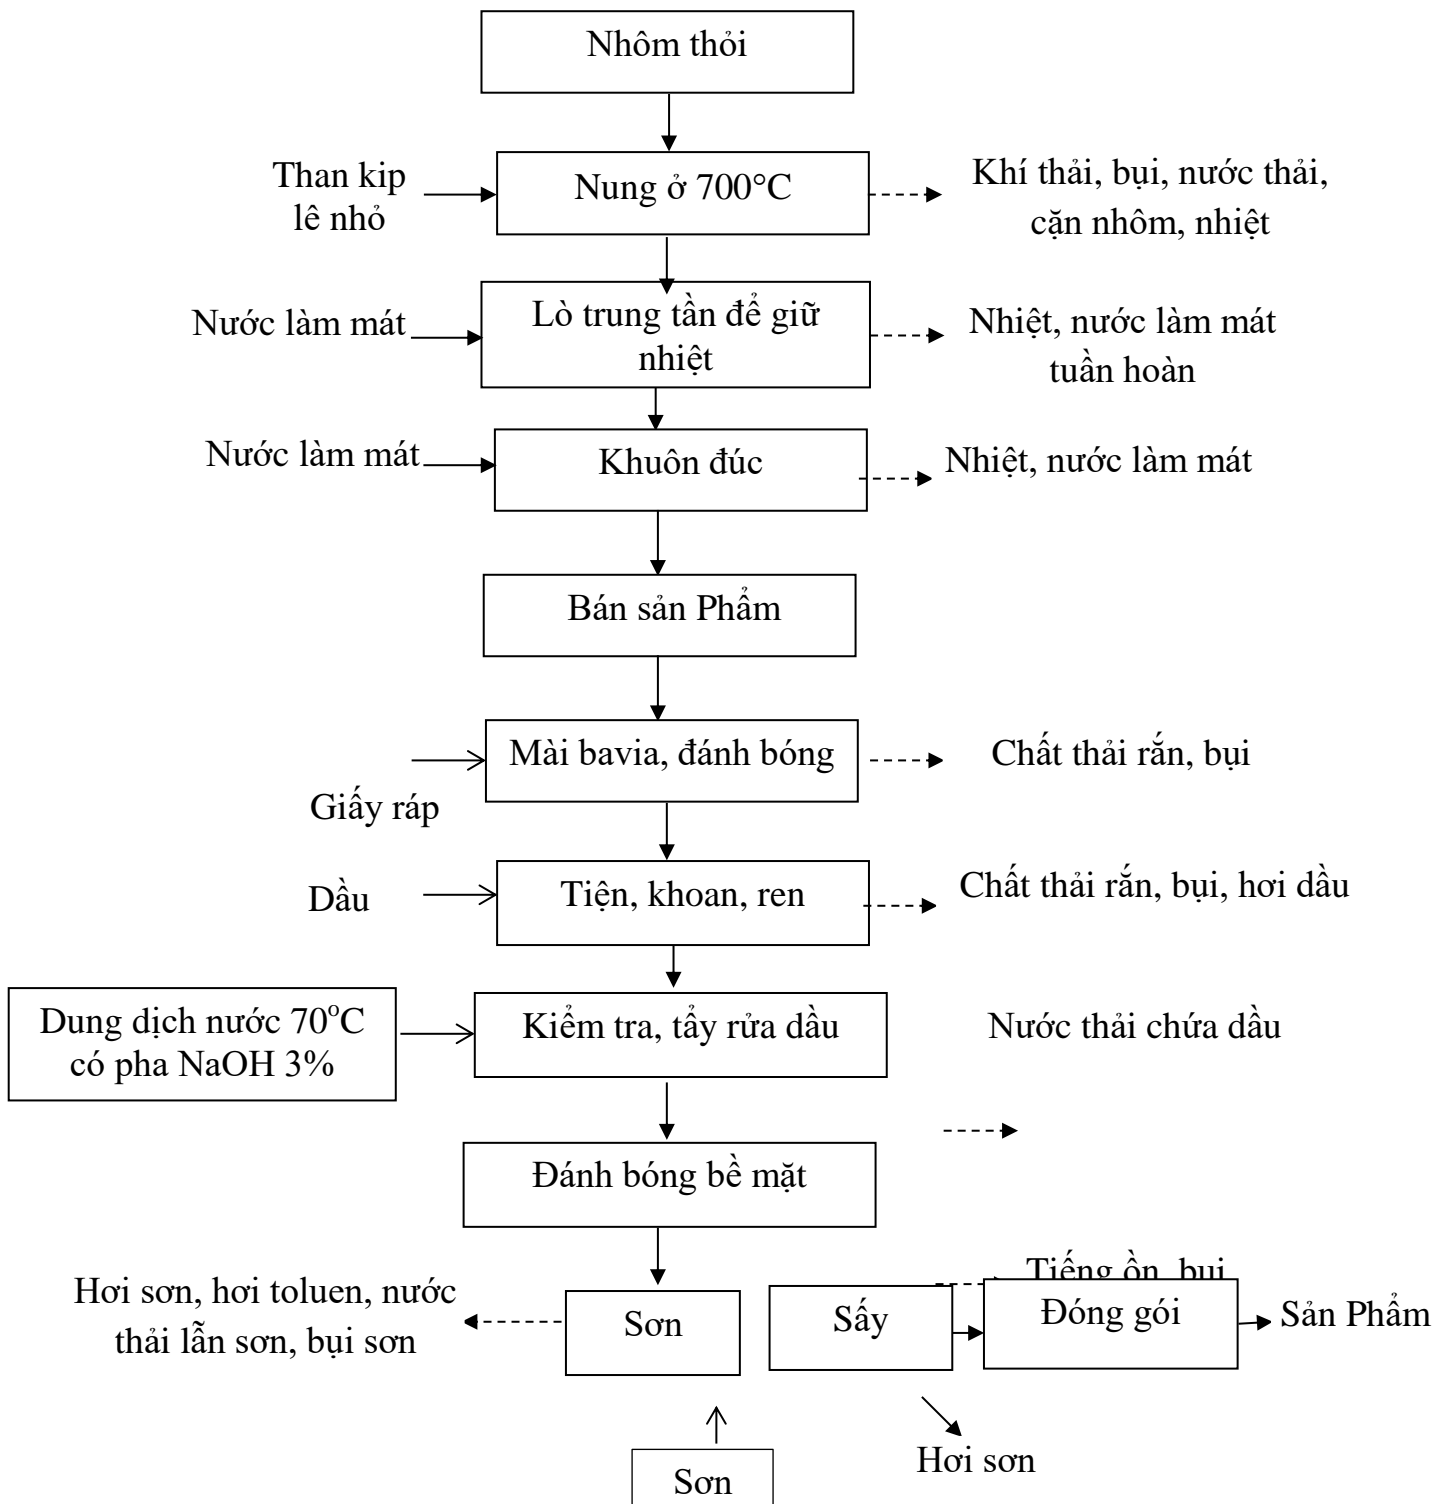 Nhôm thỏi
Than kip
lê nhỏ
Nung ở 700°C
Khí thải, bụi, nước thải,
cặn nhôm, nhiệt
Nước làm mát
Lò trung tần để giữ
nhiệt
Nhiệt, nước làm mát
tuần hoàn
Nước làm mát
Khuôn đúc
Nhiệt, nước làm mát
Bán sản Phẩm
Giấy ráp
Mài bavia, đánh bóng
Chất thải rắn, bụi
Dầu
Tiện, khoan, ren
Chất thải rắn, bụi, hơi dầu
Dung dịch nước 70°C
có pha NaOH 3%
Kiểm tra, tẩy rửa dầu
Nước thải chứa dầu
Đánh bóng bề mặt
Tiếng ồn, bụi
Hơi sơn, hơi toluen, nước
thải lẫn sơn, bụi sơn
Sơn
Sấy
Đóng gói
Sản Phẩm
Hơi sơn
Sơn